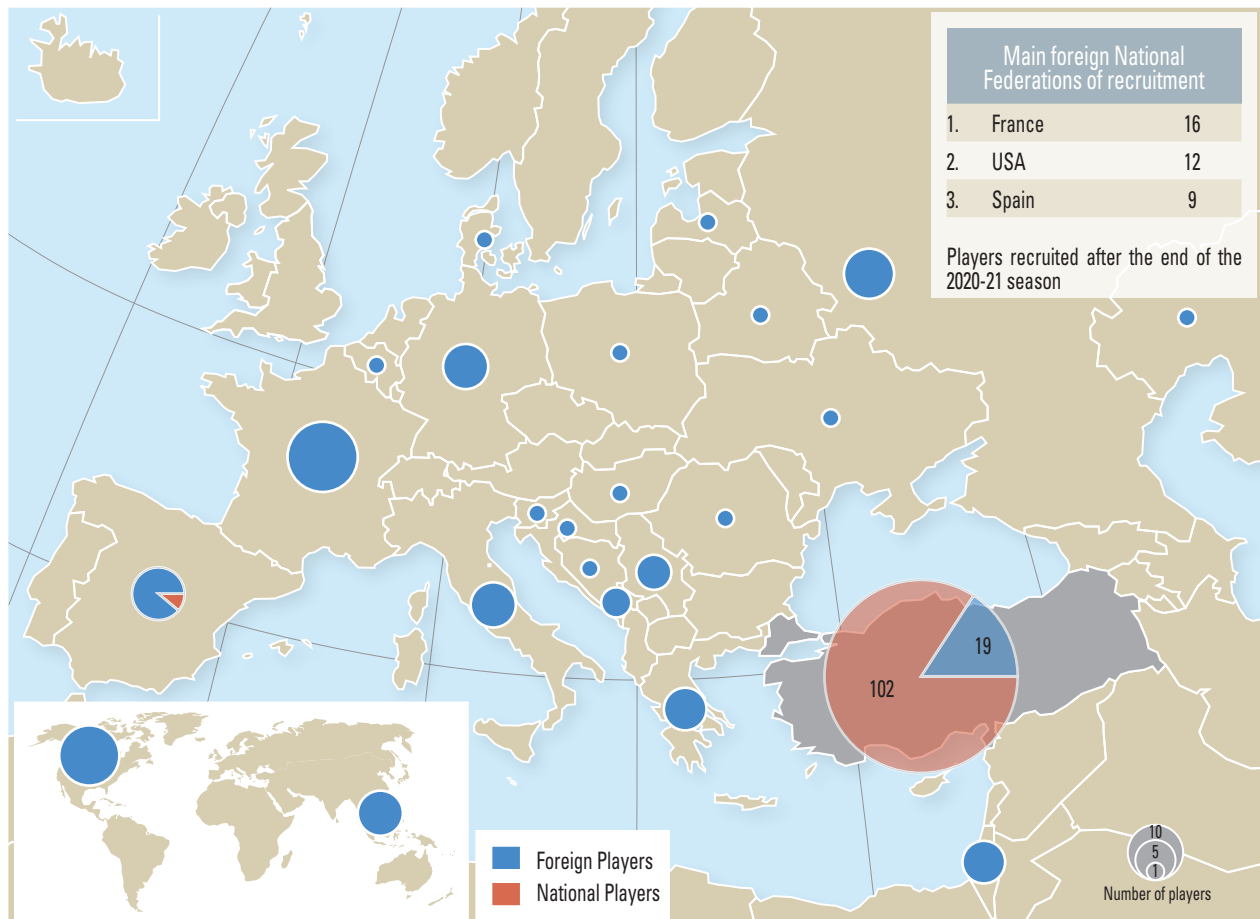 Main foreign National
Federations of recruitment
1. France 16
2. USA 12
3. Spain 9
Players recruited after the end of the
2020-21 season
19
102
Foreign Players
National Players
10
5
1
Number of players